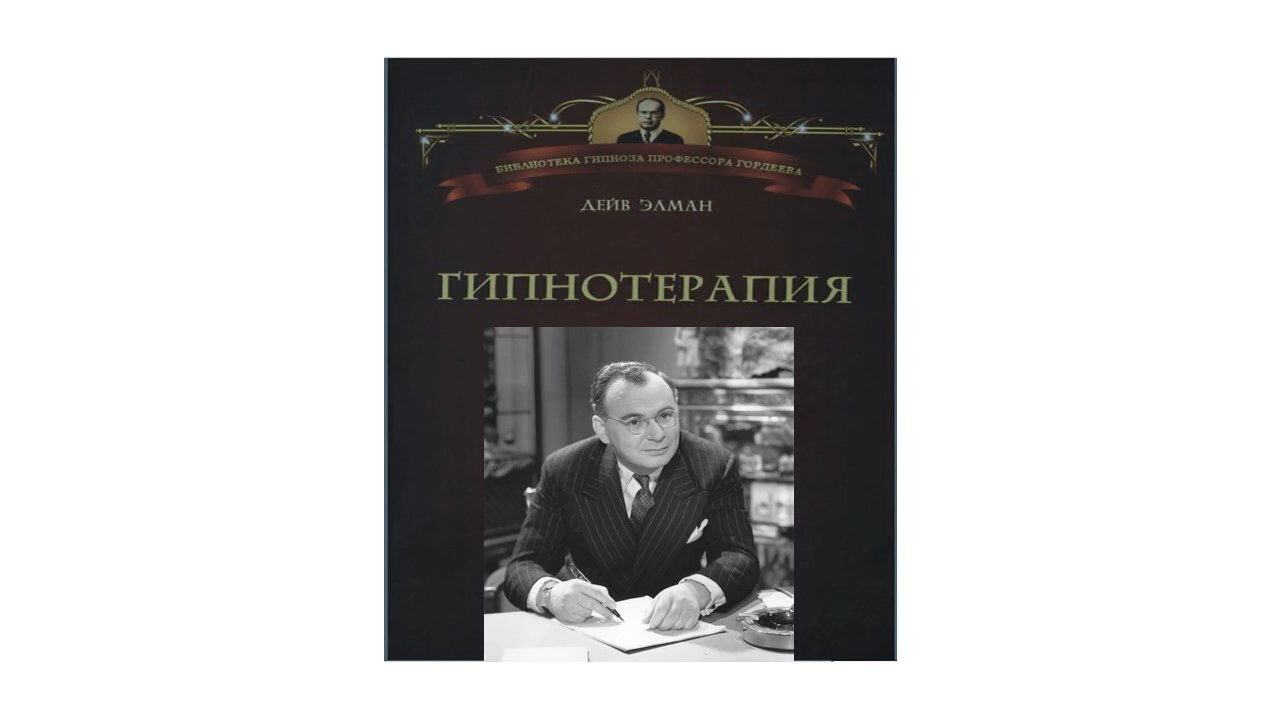 БИБЛИОТЕКА ГИПНОЗА ПРОФЕССОРА ГОРДЕЕВА
ДЕЙВ ЭЛМАН
ГИПНОТЕРАПИЯ